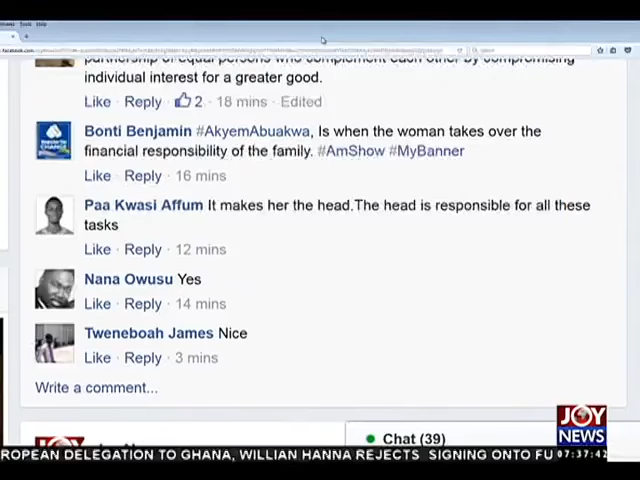 Tools Help
partnership of equal persons who complement each other by compromising
individual interest for a greater good.
Like · Reply · 2 · 18 mins · Edited
Bonti Benjamin #AkyemAbuakwa, Is when the woman takes over the
financial responsibility of the family. #AmShow #MyBanner
Like · Reply · 16 mins
Paa Kwasi Affum It makes her the head.The head is responsible for all these
tasks
Like · Reply · 12 mins
Nana Owusu Yes
Like · Reply · 14 mins
Tweneboah James Nice
Like · Reply · 3 mins
Write a comment...
Chat (39)
JOY
NEWS
ROPEAN DELEGATION TO GHANA, WILLIAN HANNA REJECTS SIGNING ONTO FU
07:37:42